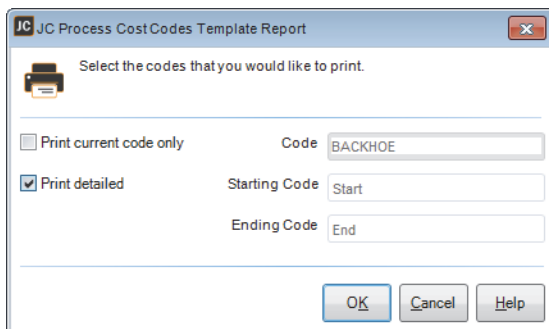 JC JC Process Cost Codes Template Report
Select the codes that you would like to print.
Print current code only Code BACKHOE
Print detailed Starting Code Start
Ending Code End
OK Cancel Help